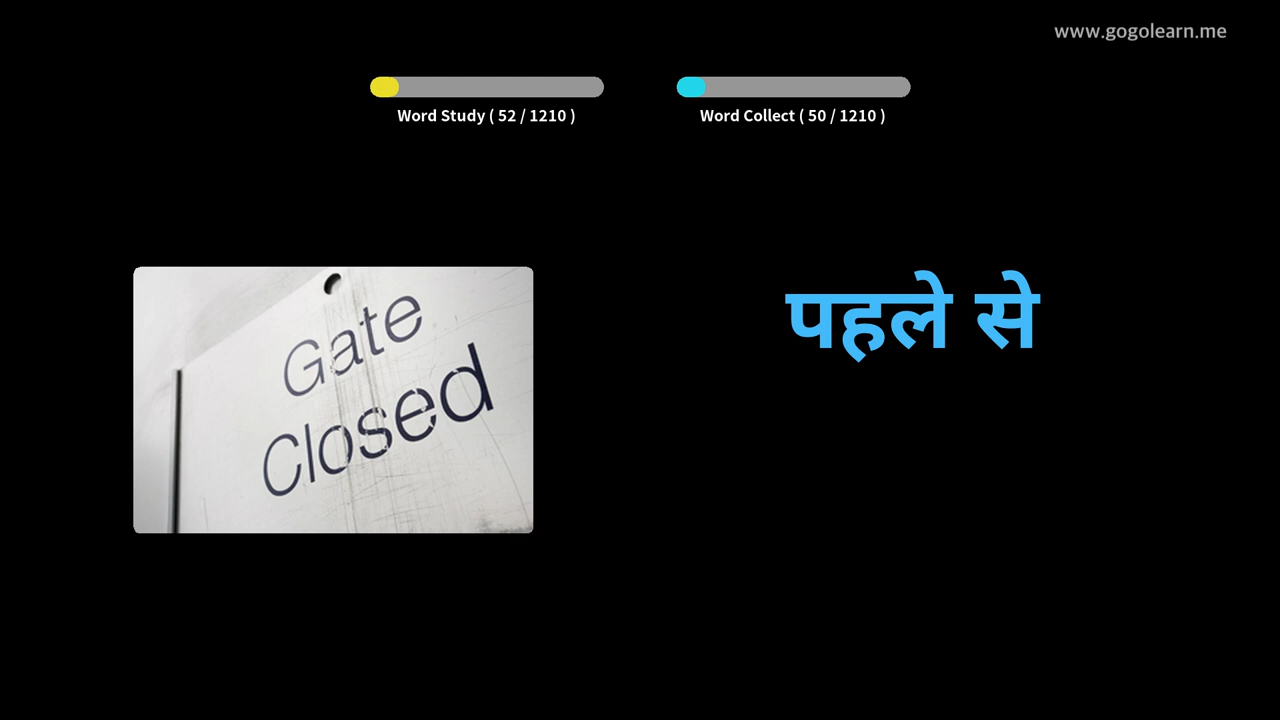 www.gogolearn.me
Word Study ( 52 / 1210 )
Word Collect ( 50 / 1210 )
Gate
Closed
पहले से